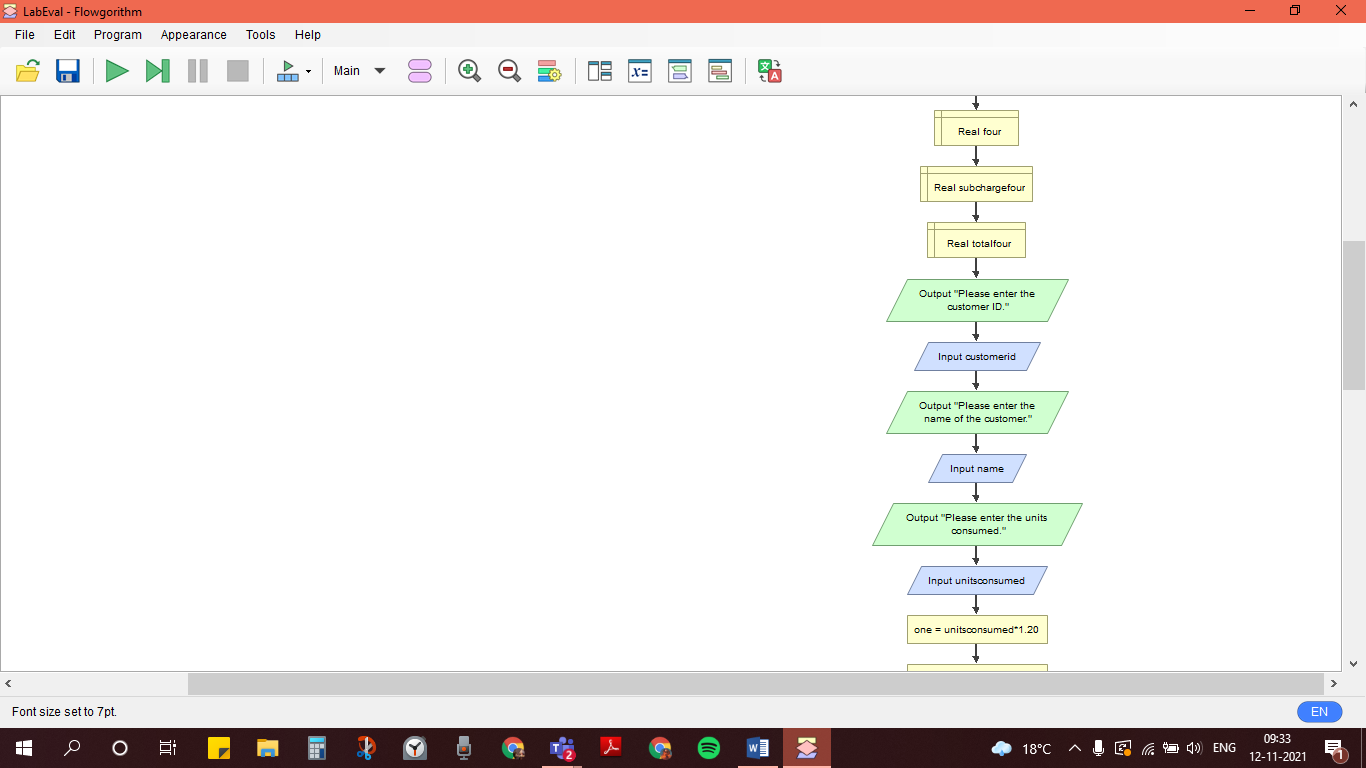 LabEval - Flowgorithm
File Edit Program Appearance Tools Help
Main
Real four
Real subchargefour
Real totalfour
Output "Please enter the
customer ID."
Input customerid
Output "Please enter the
name of the customer."
Input name
Output "Please enter the units
consumed."
Input unitsconsumed
one = unitsconsumed*1.20
Font size set to 7pt.
EN
18°C
ENG
09:33
12-11-2021